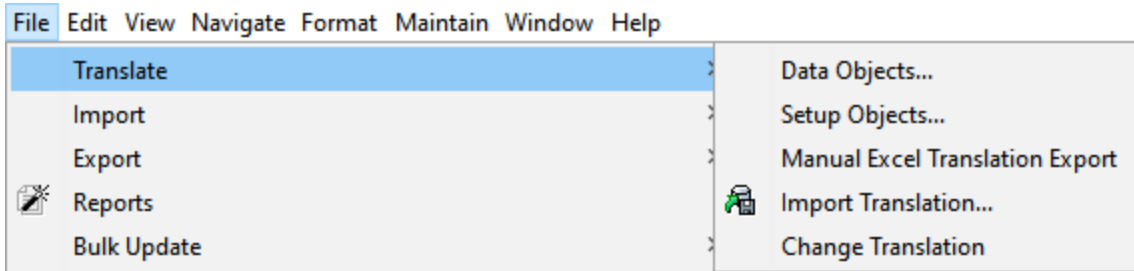 File Edit View Navigate Format Maintain Window Help
Translate
Import
Export
Reports
Bulk Update
Data Objects...
Setup Objects...
Manual Excel Translation Export
Import Translation...
Change Translation